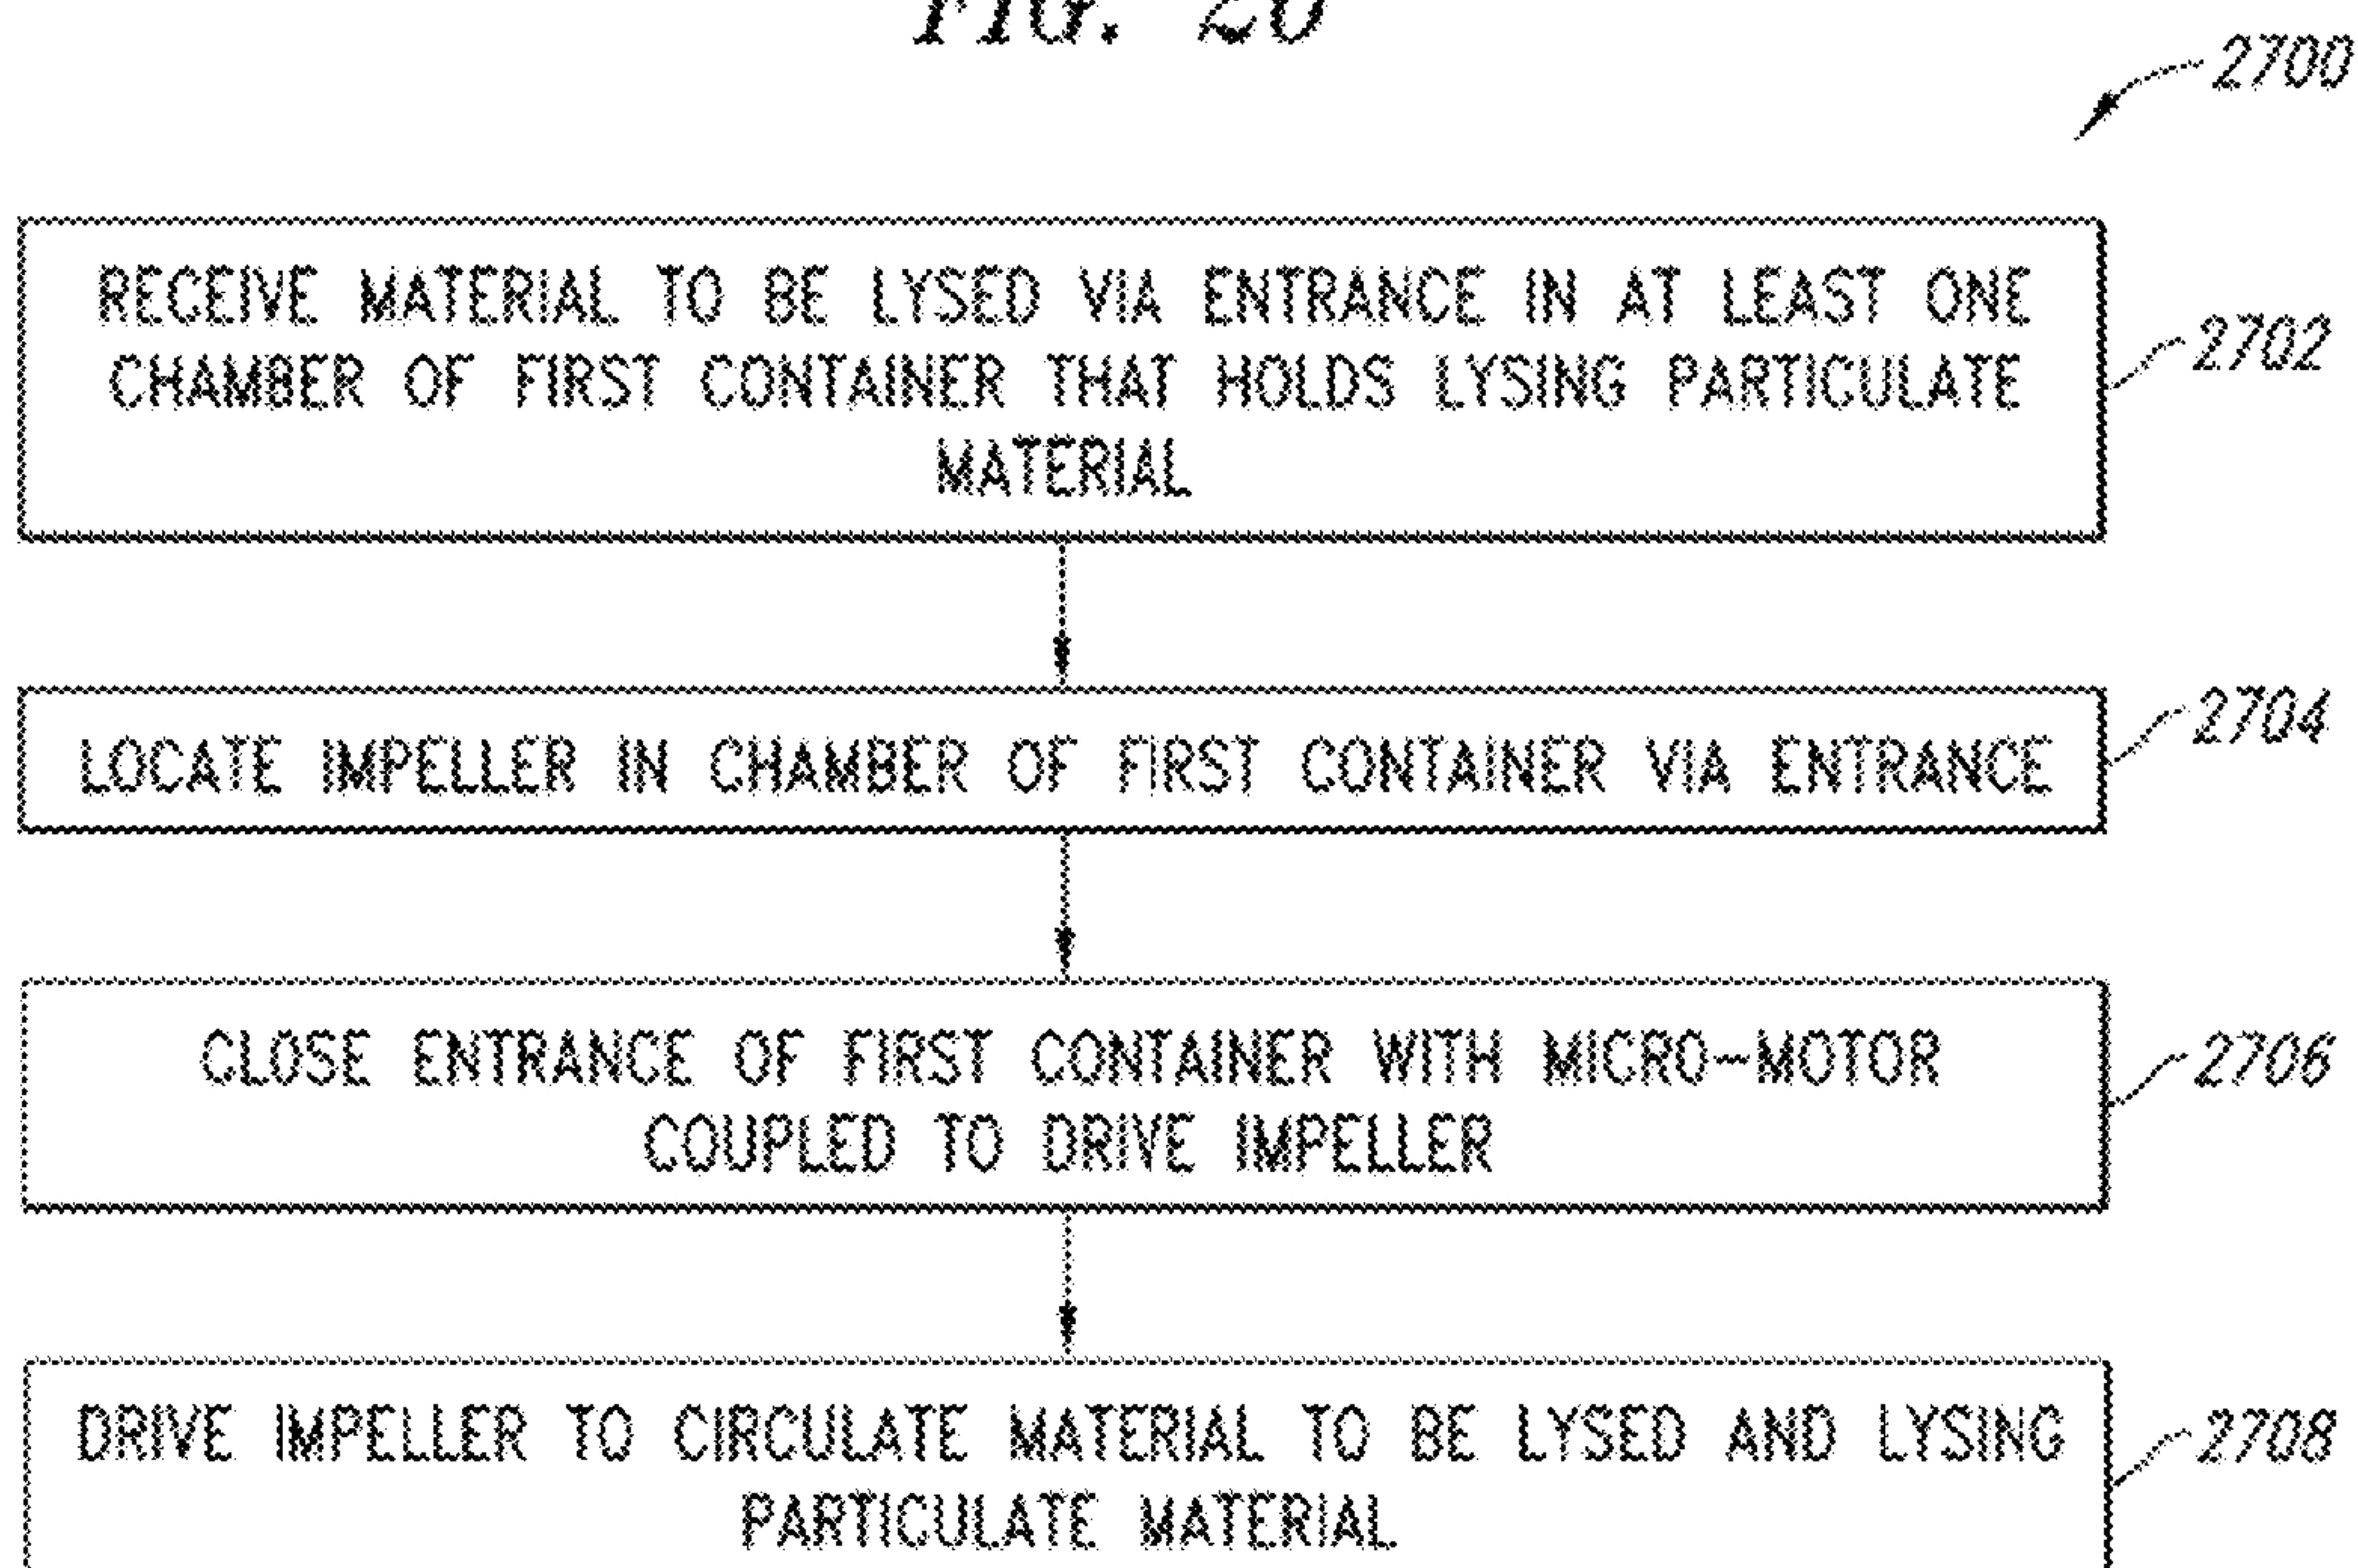 FIG. 26
2700
RECEIVE MATERIAL TO BE LYSED VIA ENTRANCE IN AT LEAST ONE
CHAMBER OF FIRST CONTAINER THAT HOLDS LYSING PARTICULATE
MATERIAL
2702
LOCATE IMPELLER IN CHAMBER OF FIRST CONTAINER VIA ENTRANCE
2704
CLOSE ENTRANCE OF FIRST CONTAINER WITH MICRO-MOTOR
COUPLED TO DRIVE IMPELLER
2706
DRIVE IMPELLER TO CIRCULATE MATERIAL TO BE LYSED AND LYSING
PARTICULATE MATERIAL
2708